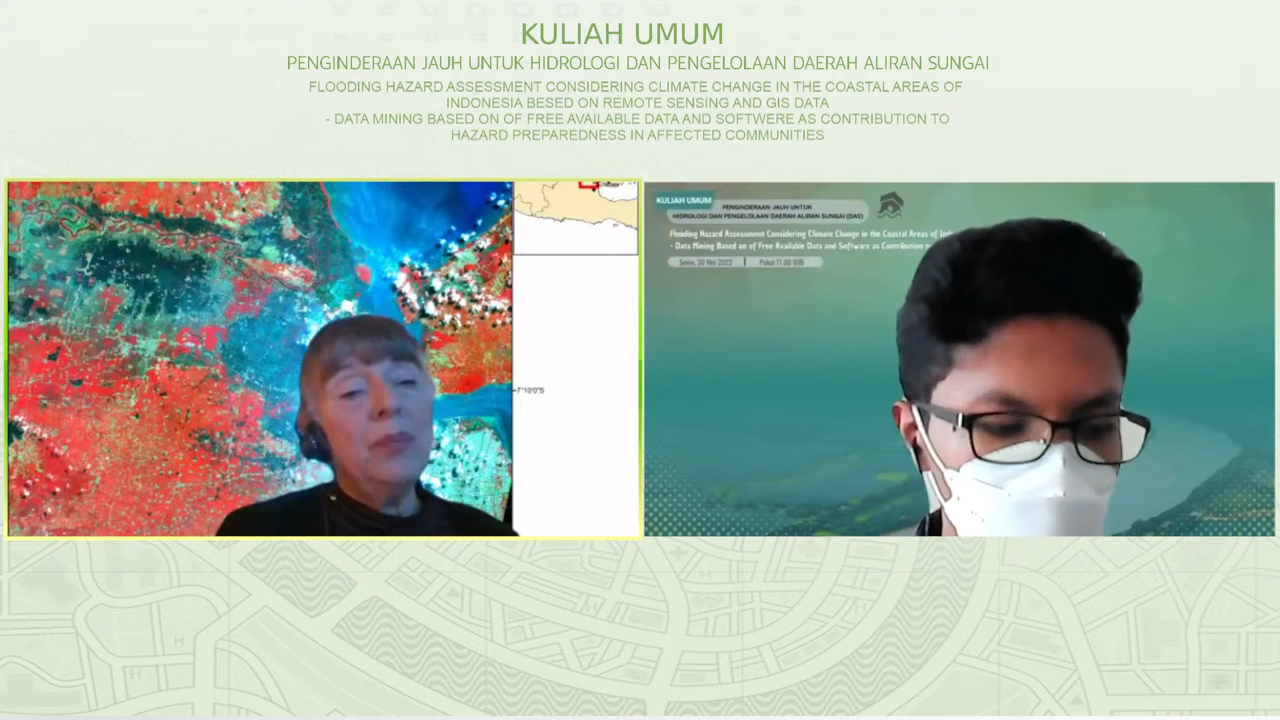 KULIAH UMUM
PENGINDERAAN JAUH UNTUK HIDROLOGI DAN PENGELOLAAN DAERAH ALIRAN SUNGAI
FLOODING HAZARD ASSESSMENT CONSIDERING CLIMATE CHANGE IN THE COASTAL AREAS OF
INDONESIA BESED ON REMOTE SENSING AND GIS DATA
- DATA MINING BASED ON OF FREE AVAILABLE DATA AND SOFTWERE AS CONTRIBUTION TO
HAZARD PREPAREDNESS IN AFFECTED COMMUNITIES
7°10'0"S
KULIAH UMUM
PENGINDERAAN JAUH UNTUK
HIDROLOGI DAN PENGELOLAAN DAERAH ALIRAN SUNGAI (DAS)
Flooding Hazard Assessment Considering Climate Change in the Coastal Areas of
- Data Mining Based on of Free Available Data and Software as Contribution
Senin, 30 Mei 2022 | Pukul 11.00 WIB